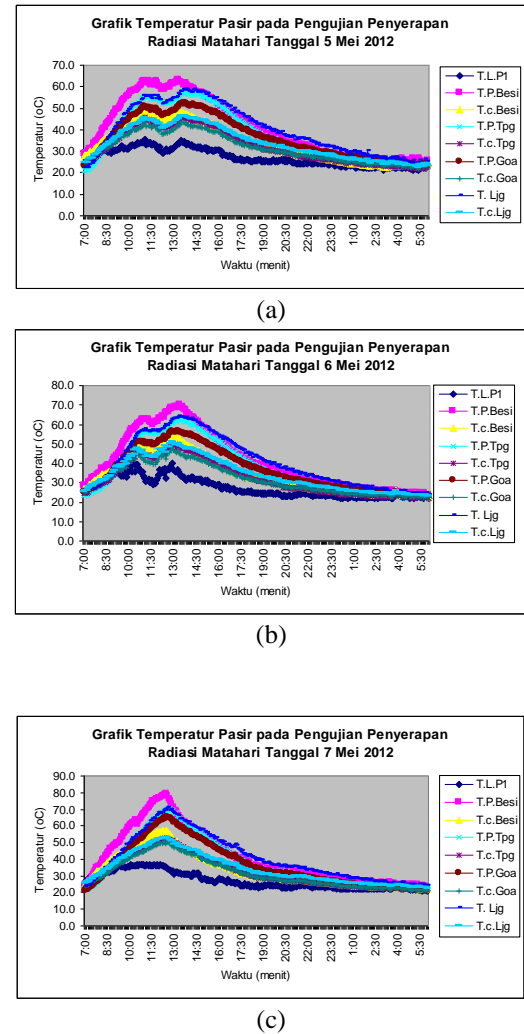 (a)
Grafik Temperatur Pasir pada Pengujian Penyerapan
Radiasi Matahari Tanggal 5 Mei 2012
70.0
60.0
50.0
40.0
30.0
20.0
10.0
0.0
Temperatur (oC)
7:00
8:30
10:00
11:30
13:00
14:30
16:00
17:30
19:00
20:30
22:00
23:30
1:00
2:30
4:00
5:30
Waktu (menit)
T.L.P1
T.P.Besi
T.c.Besi
T.P.Tpg
T.c.Tpg
T.P.Goa
T.c.Goa
T. Ljg
T.c.Ljg
(a)
Grafik Temperatur Pasir pada Pengujian Penyerapan
Radiasi Matahari Tanggal 6 Mei 2012
80.0
70.0
60.0
50.0
40.0
30.0
20.0
10.0
0.0
Temperatur (oC)
7:00
8:30
10:00
11:30
13:00
14:30
16:00
17:30
19:00
20:30
22:00
23:30
1:00
2:30
4:00
5:30
Waktu (menit)
T.L.P1
T.P.Besi
T.c.Besi
T.P.Tpg
T.c.Tpg
T.P.Goa
T.c.Goa
T. Ljg
T.c.Ljg
(b)
Grafik Temperatur Pasir pada Pengujian Penyerapan
Radiasi Matahari Tanggal 7 Mei 2012
90.0
80.0
70.0
60.0
50.0
40.0
30.0
20.0
10.0
0.0
Temperatur (oC)
7:00
8:30
10:00
11:30
13:00
14:30
16:00
17:30
19:00
20:30
22:00
23:30
1:00
2:30
4:00
5:30
Waktu (menit)
T.L.P1
T.P.Besi
T.c.Besi
T.P.Tpg
T.c.Tpg
T.P.Goa
T.c.Goa
T. Ljg
T.c.Ljg
(c)